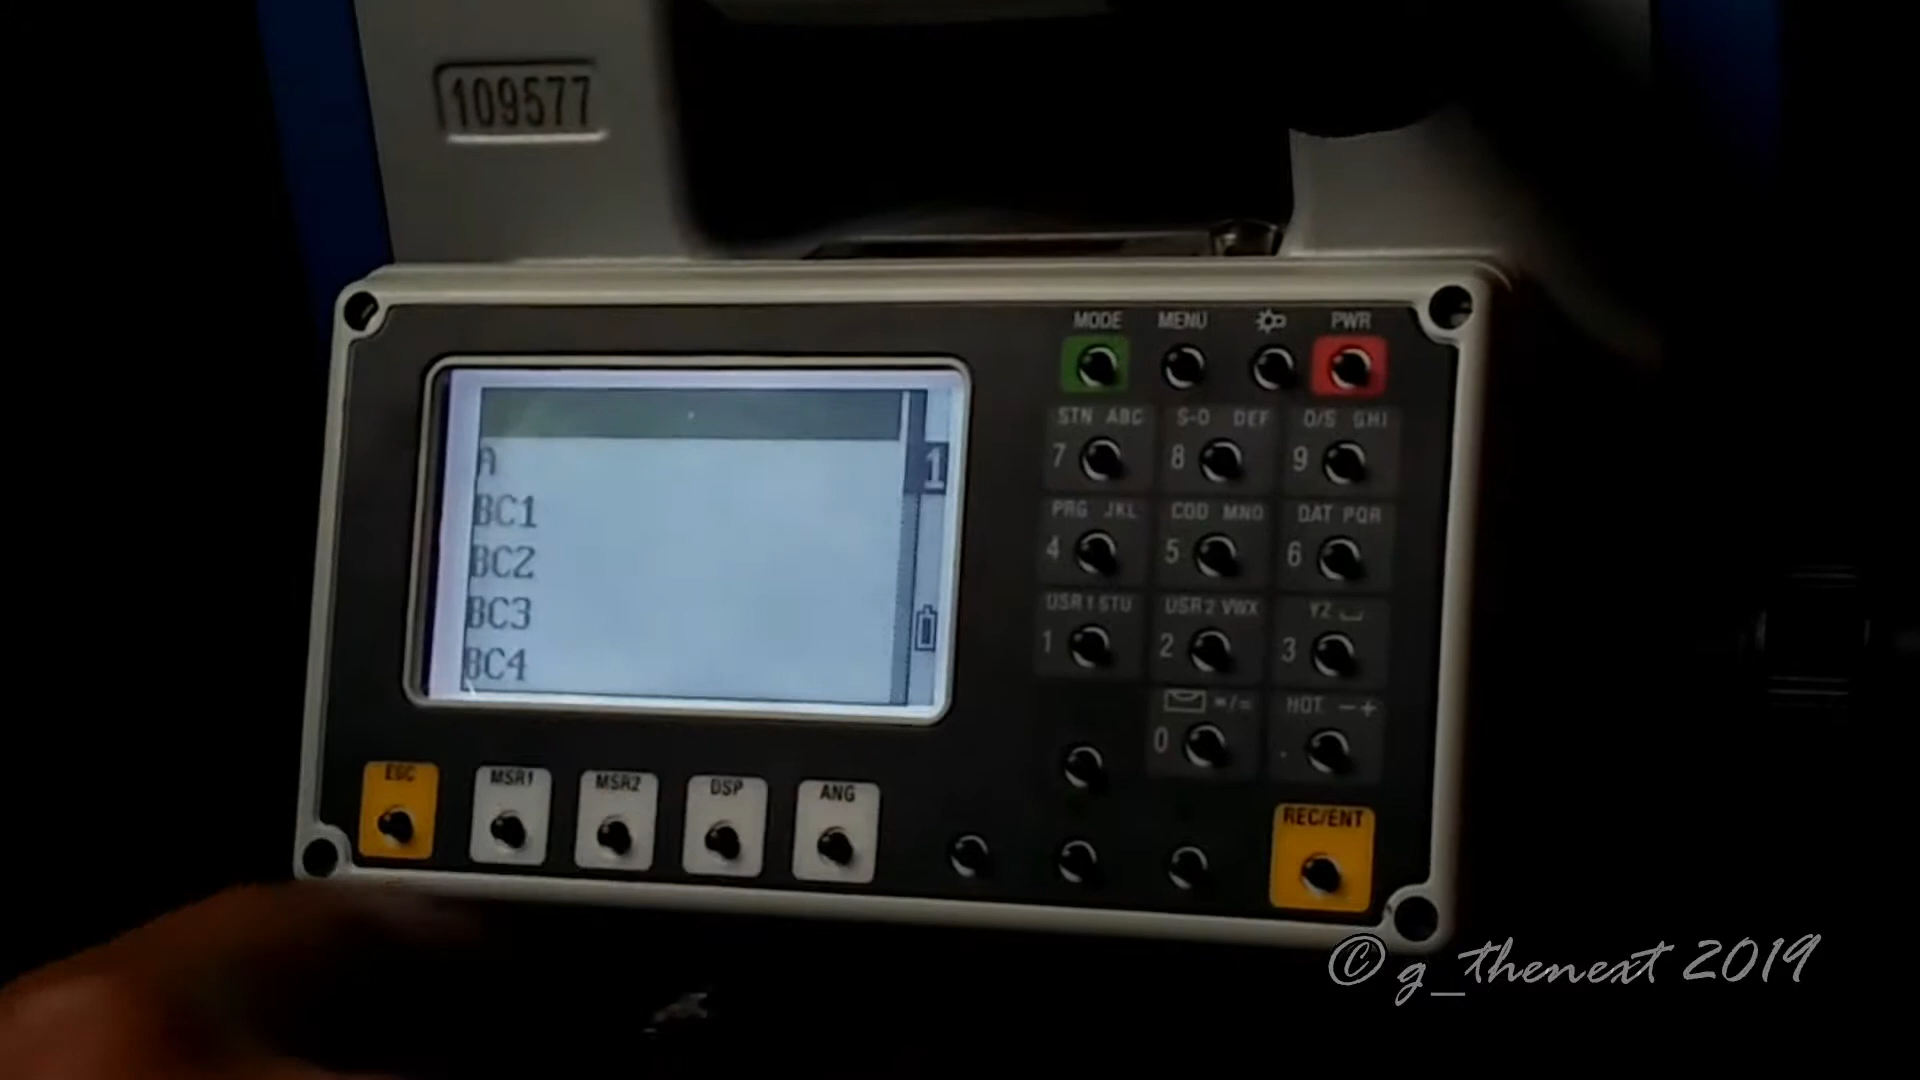 109577
MODE MENU PWR
STN ABC S-O DEF O/S GHI
7 8 9
PRG JKL COD MNO DAT PQR
4 5 6
USR1 STU USR2 VWX YZ
1 2 3
*/= HOT -+
0 .
A
BC1
BC2
BC3
BC4
1
ESC MSR1 MSR2 DSP ANG REC/ENT
© g_thenext 2019